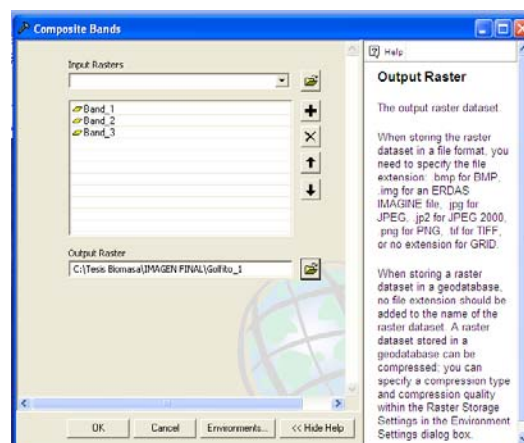 Composite Bands
Input Rasters
Band_1
Band_2
Band_3
Output Raster
C:\Tesis Biomasa\IMAGEN FINAL\Golfito_1
OK
Cancel
Environments...
<< Hide Help
Help
Output Raster
The output raster dataset.
When storing the raster
dataset in a file format, you
need to specify the file
extension: .bmp for BMP,
.img for an ERDAS
IMAGINE file, .jpg for
JPEG, .jp2 for JPEG 2000,
.png for PNG, .tif for TIFF,
or no extension for GRID.
When storing a raster
dataset in a geodatabase,
no file extension should be
added to the name of the
raster dataset. A raster
dataset stored in a
geodatabase can be
compressed; you can
specify a compression type
and compression quality
within the Raster Storage
Settings in the Environment
Settings dialog box.